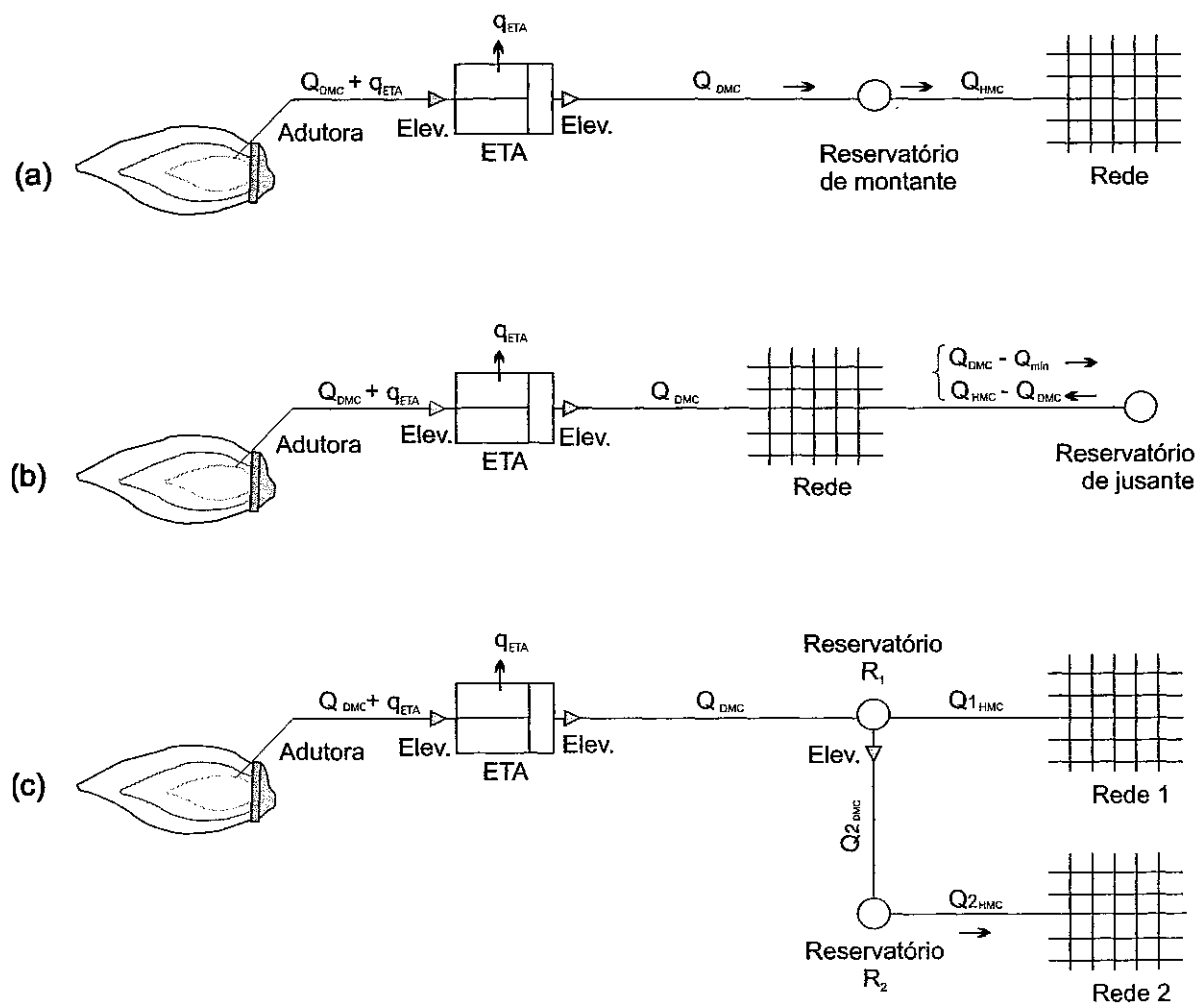 (a)
q_ETA
Q_DMC + q_ETA
Adutora
Elev.
ETA
Elev.
Q_DMC
Q_HMC
Reservatório
de montante
Rede
(b)
q_ETA
Q_DMC + q_ETA
Adutora
Elev.
ETA
Elev.
Q_DMC
Rede
Q_DMC - Q_min
Q_HMC - Q_DMC
Reservatório
de jusante
(c)
q_ETA
Q_DMC + q_ETA
Adutora
Elev.
ETA
Elev.
Q_DMC
Reservatório
R_1
Q1_HMC
Elev.
Rede 1
Q2_DMC
Q2_HMC
Reservatório
R_2
Rede 2